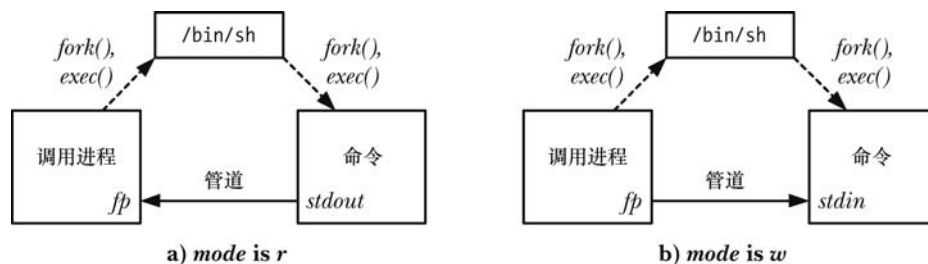 /bin/sh
fork(),
exec()
fork(),
exec()
调用进程
命令
管道
fp
stdout
a) mode is r
/bin/sh
fork(),
exec()
fork(),
exec()
调用进程
命令
管道
fp
stdin
b) mode is w